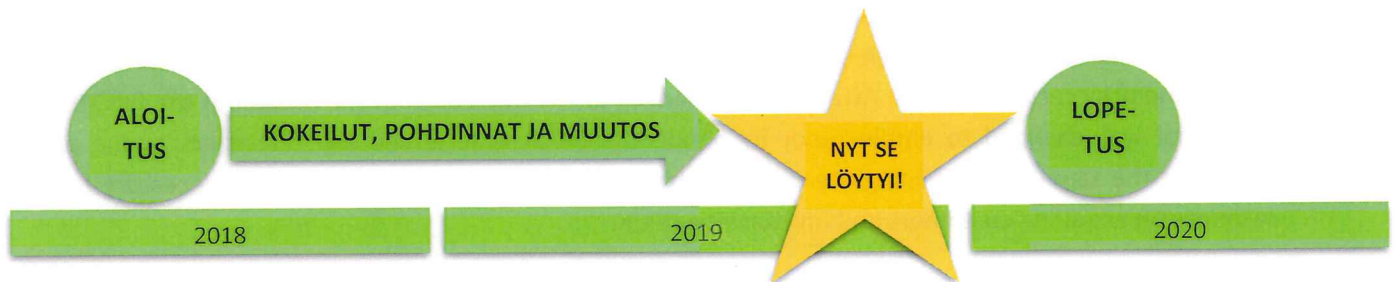 ALOI-
TUS
KOKEILUT, POHDINNAT JA MUUTOS
NYT SE
LÖYTYI!
LOPE-
TUS
2018
2019
2020